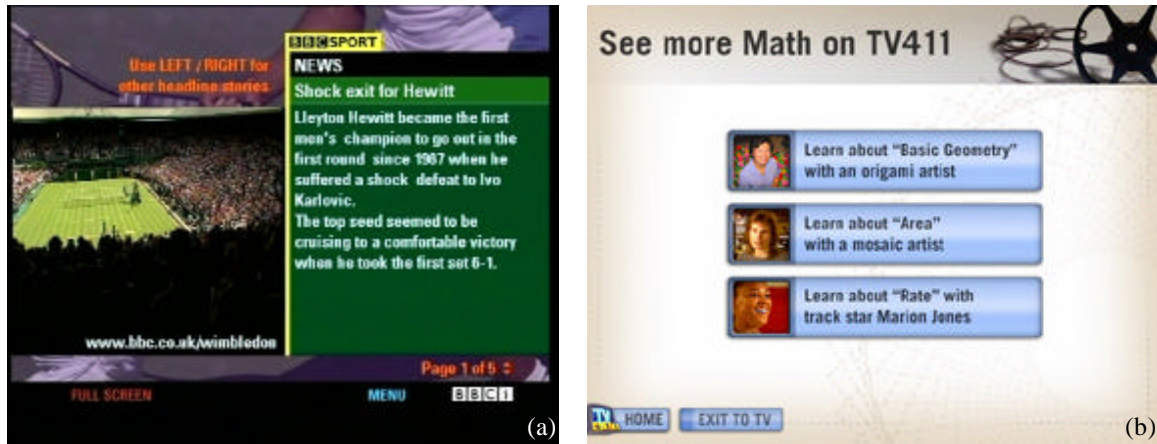 BBC SPORT
Use LEFT / RIGHT for
other headline stories
NEWS
Shock exit for Hewitt
Lleyton Hewitt became the first
men's champion to go out in the
first round since 1967 when he
suffered a shock defeat to Ivo
Karlovic.
The top seed seemed to be
cruising to a comfortable victory
when he took the first set 6-1.
www.bbc.co.uk/wimbledon
Page 1 of 5
FULL SCREEN
MENU
BBCi
(a)
See more Math on TV411
Learn about “Basic Geometry”
with an origami artist
Learn about “Area”
with a mosaic artist
Learn about “Rate” with
track star Marion Jones
TV
HOME
EXIT TO TV
(b)